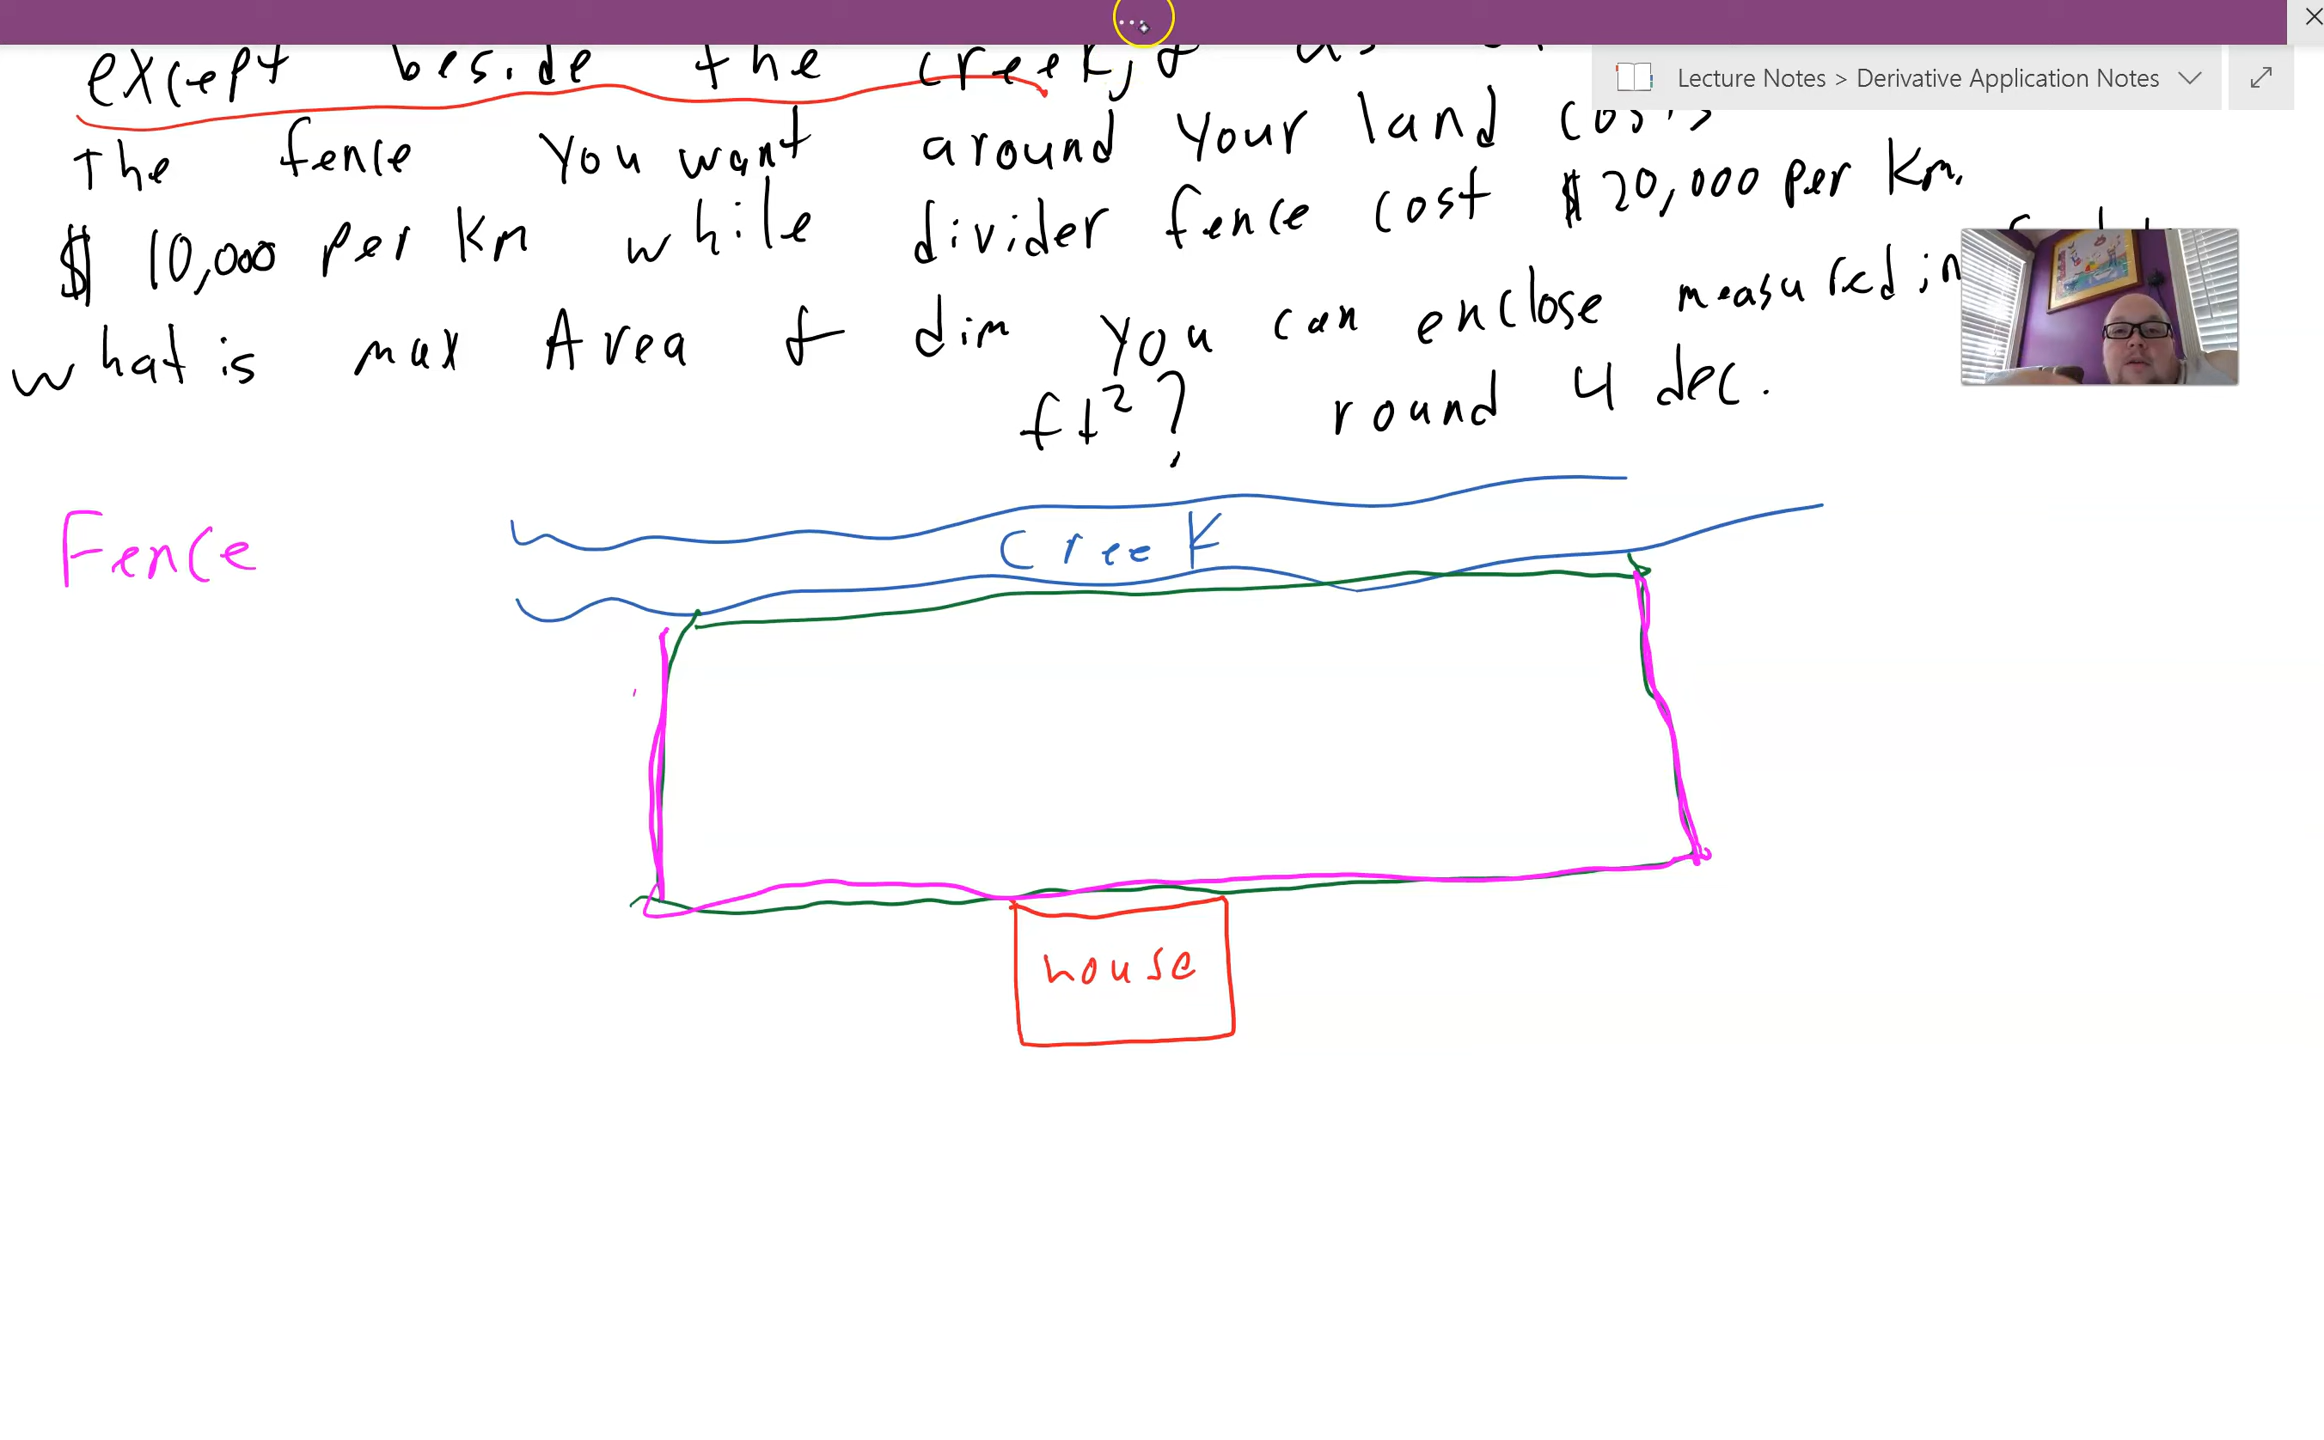 ...
except beside the creek, &
Lecture Notes > Derivative Application Notes
The fence you want around your land costs
$ 10,000 per Km while divider fence cost $ 20,000 per Km.
what is max Area & dim you can enclose measured in
ft²? round 4 dec.
Fence
Creek
house